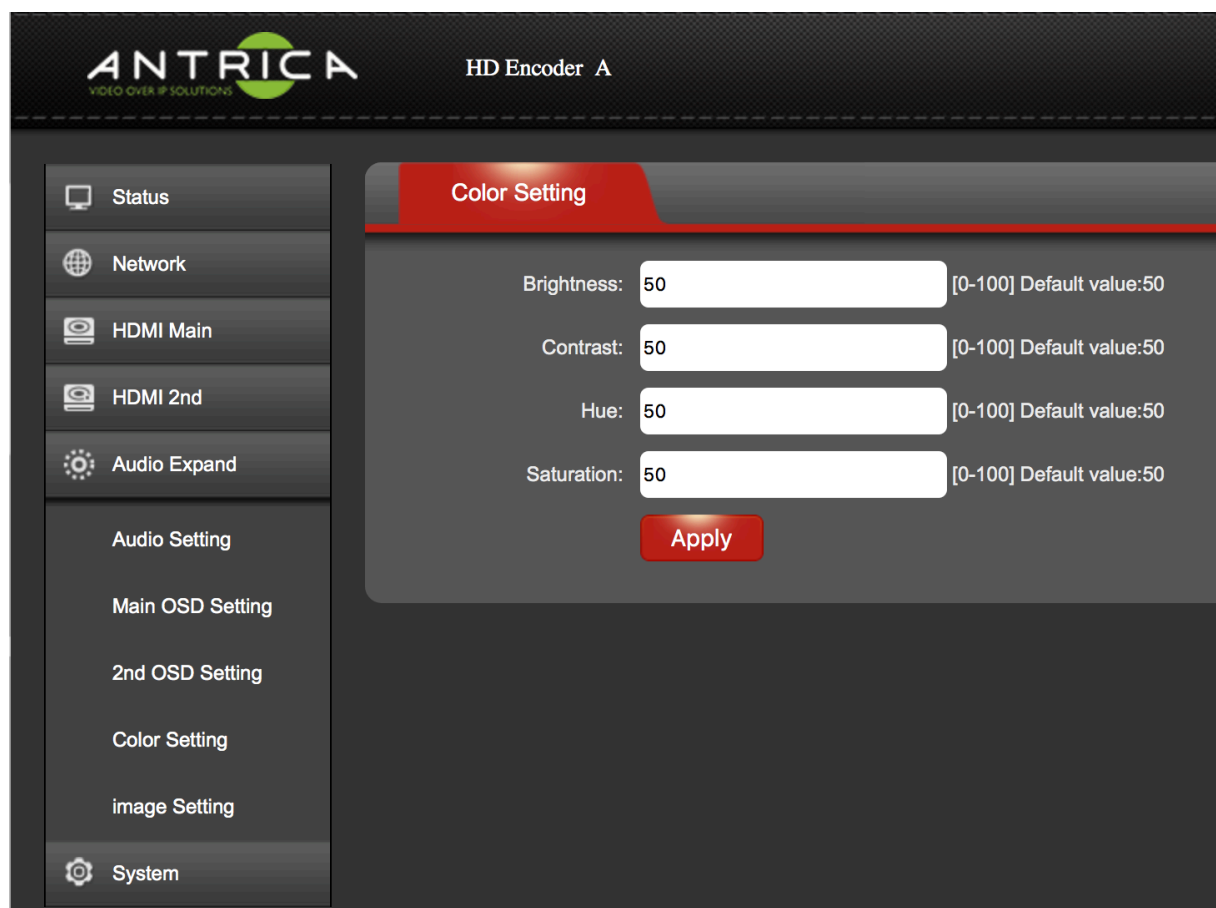 ANTRICA
VIDEO OVER IP SOLUTIONS
HD Encoder A
Status
Network
HDMI Main
HDMI 2nd
Audio Expand
Audio Setting
Main OSD Setting
2nd OSD Setting
Color Setting
image Setting
System
Color Setting
Brightness: 50 [0-100] Default value:50
Contrast: 50 [0-100] Default value:50
Hue: 50 [0-100] Default value:50
Saturation: 50 [0-100] Default value:50
Apply